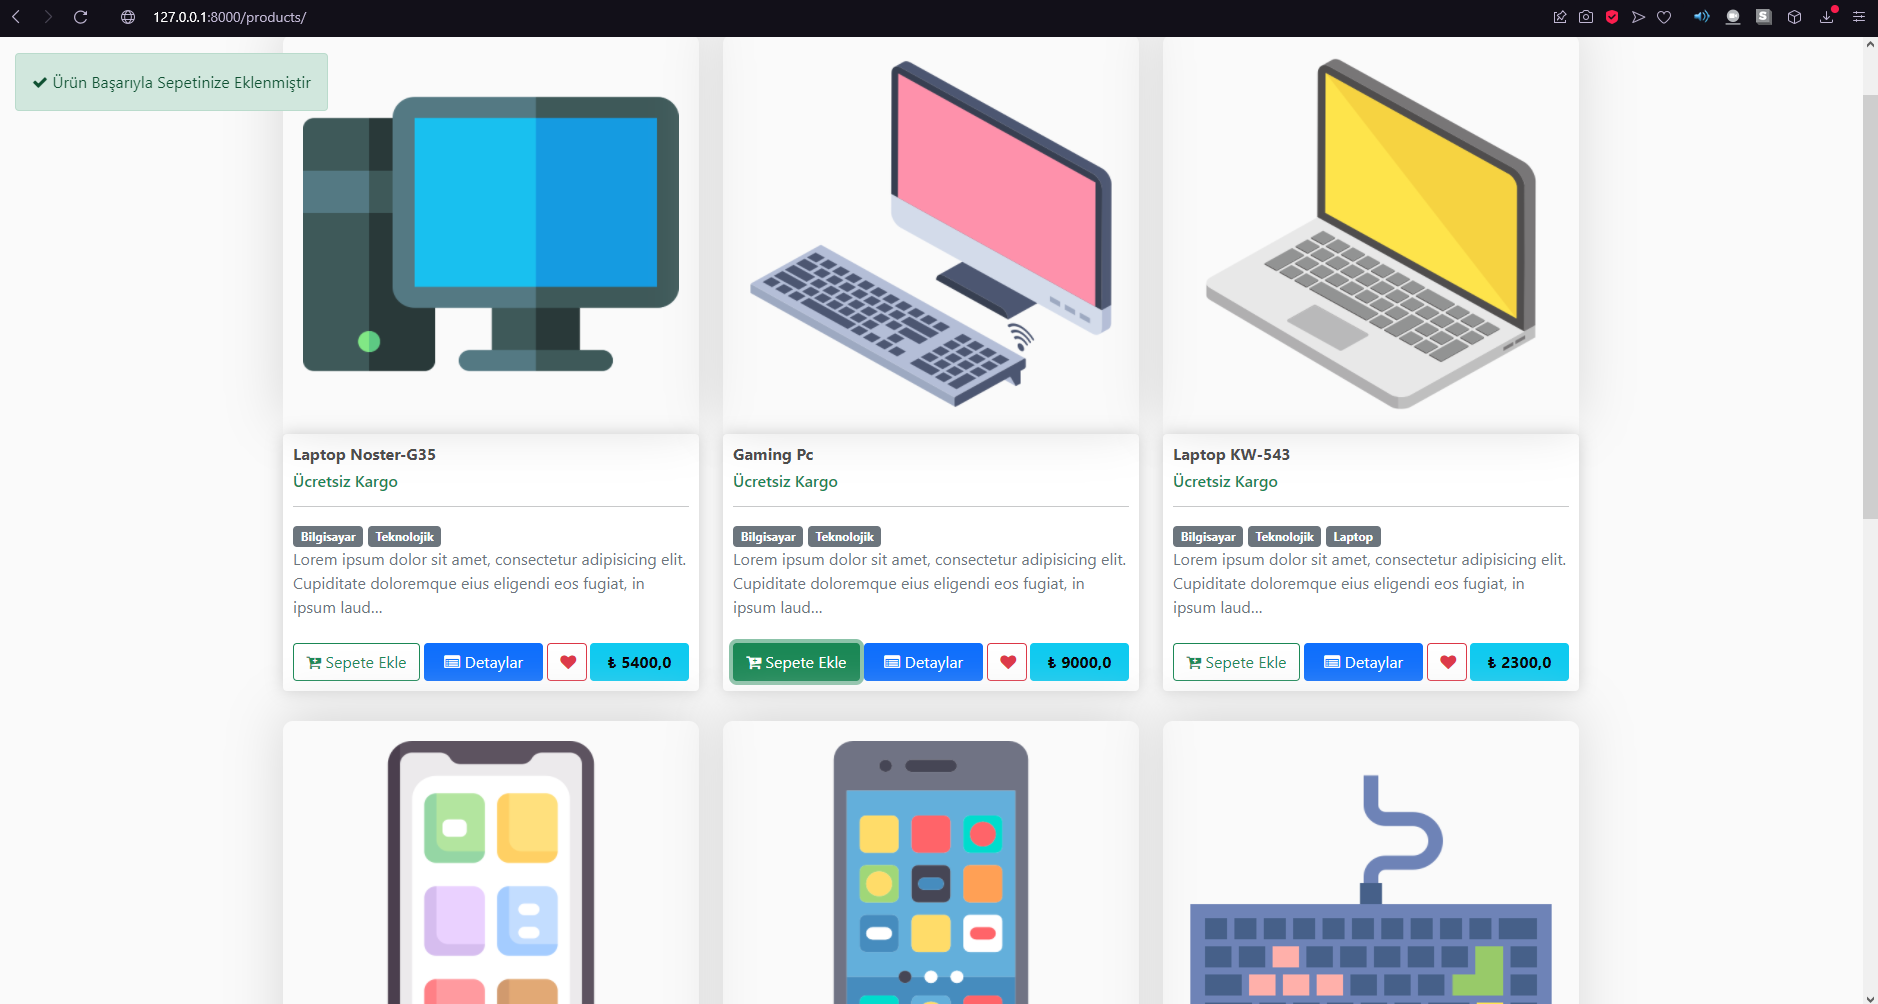 127.0.0.1:8000/products/
Ürün Başarıyla Sepetinize Eklenmiştir
Laptop Noster-G35
Ücretsiz Kargo
Bilgisayar Teknolojik
Lorem ipsum dolor sit amet, consectetur adipisicing elit.
Cupiditate doloremque eius eligendi eos fugiat, in
ipsum laud...
Sepete Ekle Detaylar ₺ 5400,0
Gaming Pc
Ücretsiz Kargo
Bilgisayar Teknolojik
Lorem ipsum dolor sit amet, consectetur adipisicing elit.
Cupiditate doloremque eius eligendi eos fugiat, in
ipsum laud...
Sepete Ekle Detaylar ₺ 9000,0
Laptop KW-543
Ücretsiz Kargo
Bilgisayar Teknolojik Laptop
Lorem ipsum dolor sit amet, consectetur adipisicing elit.
Cupiditate doloremque eius eligendi eos fugiat, in
ipsum laud...
Sepete Ekle Detaylar ₺ 2300,0